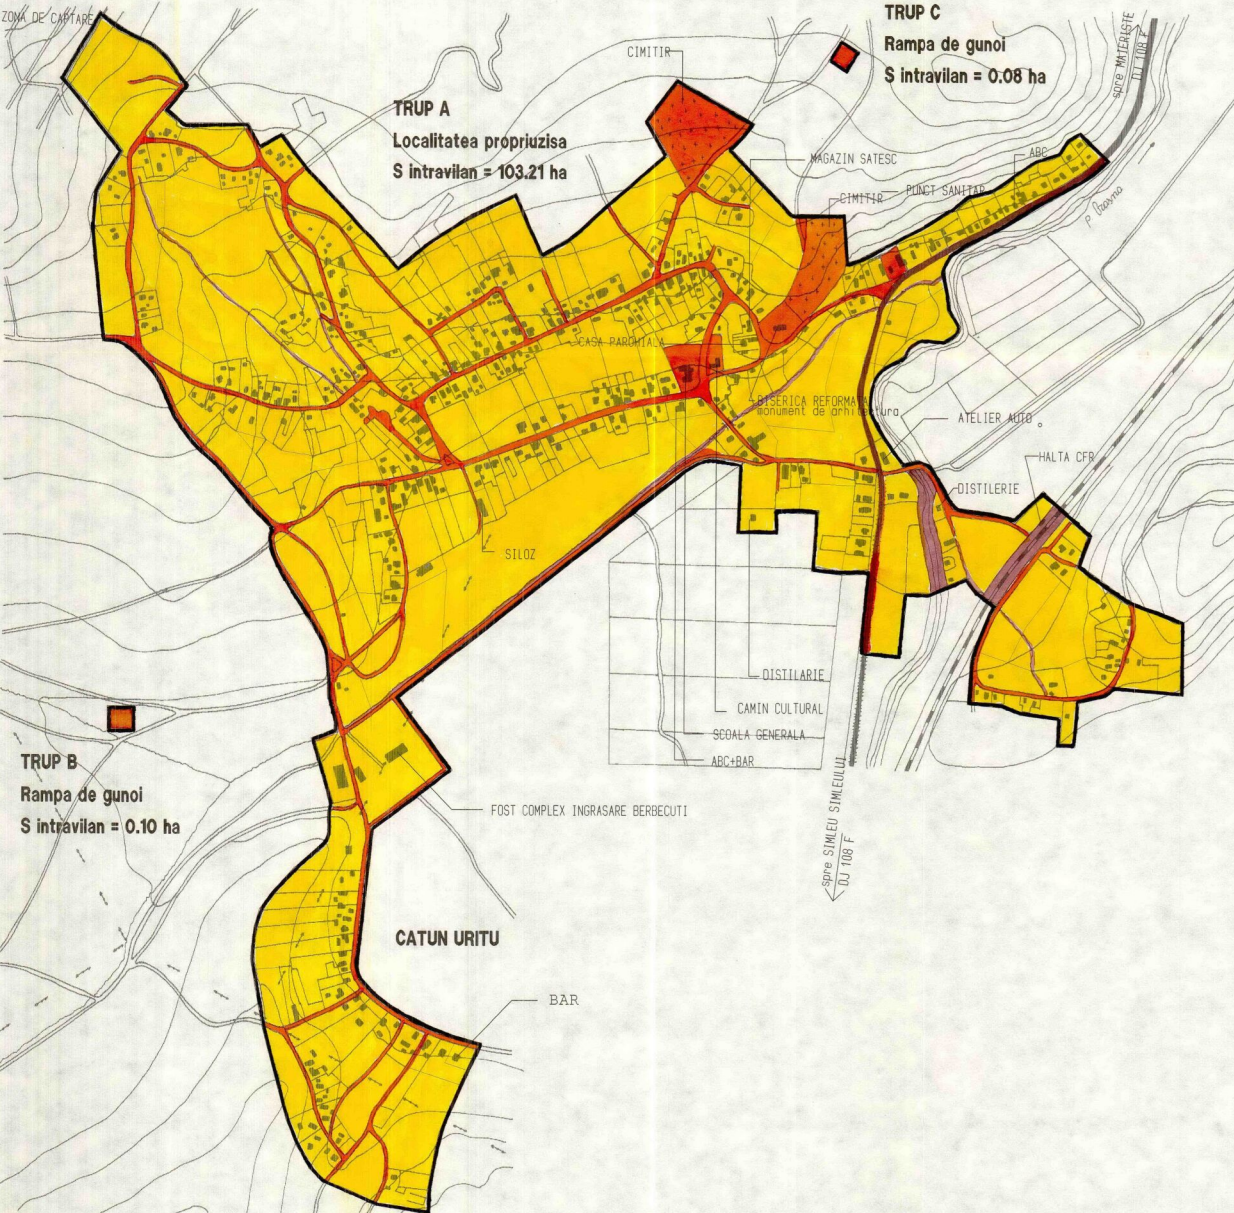 ZONA DE CAPTARE
TRUP C
Rampa de gunoi
S intravilan = 0.08 ha
spre MATERISTE
DJ 108 F
CIMITIR
TRUP A
Localitatea propriuzisa
S intravilan = 103.21 ha
MAGAZIN SATESC
ABC
PUNCT SANITAR
CIMITIR
CASA PAROHIALA
BISERICA REFORMATA
monument de arhitectura
ATELIER AUTO
HALTA CFR
DISTILERIE
SILOZ
DISTILARIE
CAMIN CULTURAL
SCOALA GENERALA
ABC+BAR
TRUP B
Rampa de gunoi
S intravilan = 0.10 ha
FOST COMPLEX INGRASARE BERBECUTI
spre SIMLEU SIMLEULUI
DJ 108 F
CATUN URITU
BAR